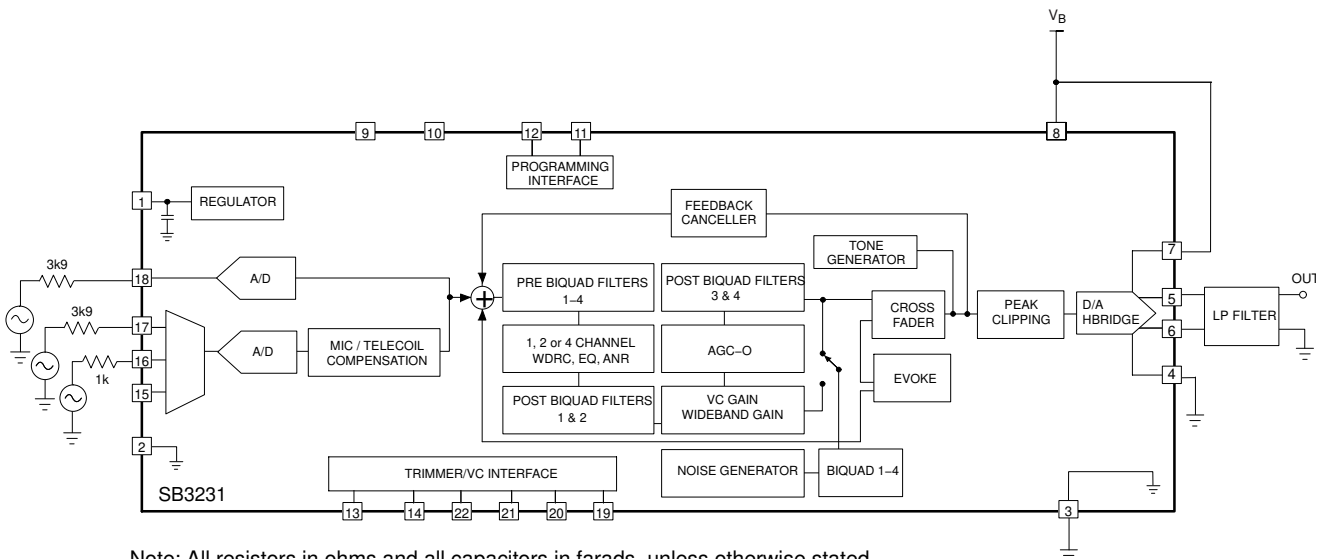 VB
9
10
12
11
8
PROGRAMMING
INTERFACE
1
REGULATOR
FEEDBACK
CANCELLER
7
TONE
GENERATOR
3k9
18
A/D
PRE BIQUAD FILTERS
1–4
POST BIQUAD FILTERS
3 & 4
OUT
5
D/A
HBRIDGE
LP FILTER
CROSS
FADER
PEAK
CLIPPING
3k9
17
6
A/D
MIC / TELECOIL
COMPENSATION
1, 2 or 4 CHANNEL
WDRC, EQ, ANR
AGC–O
16
1k
EVOKE
4
15
POST BIQUAD FILTERS
1 & 2
VC GAIN
WIDEBAND GAIN
2
TRIMMER/VC INTERFACE
NOISE GENERATOR
BIQUAD 1–4
SB3231
13
14
22
21
20
19
3
Note: All resistors in ohms and all capacitors in farads, unless otherwise stated.